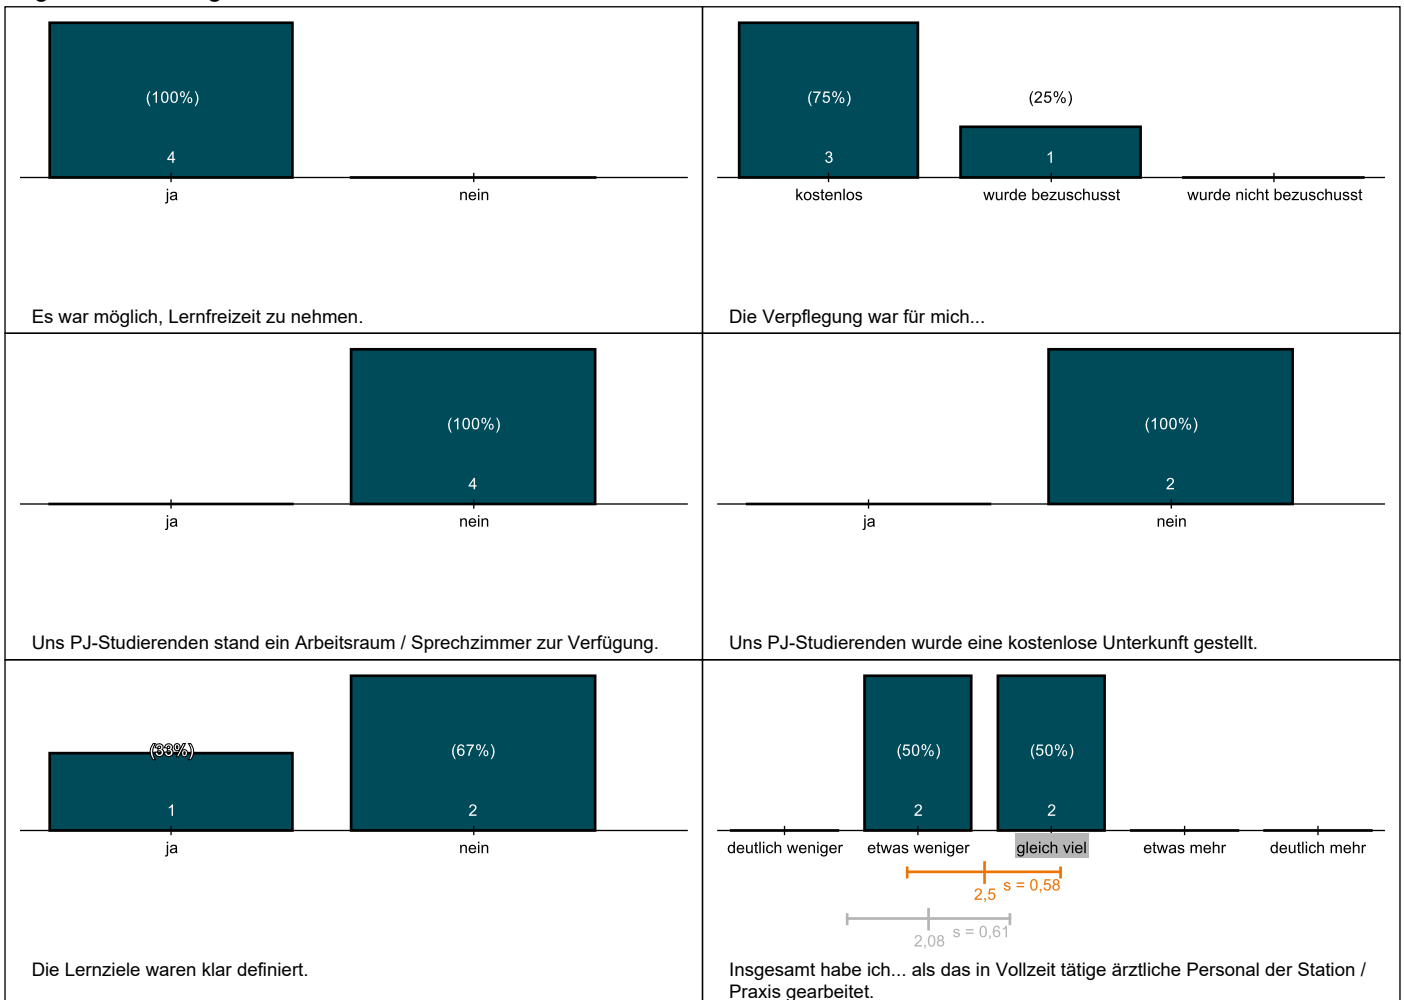 (100%)
4
ja nein
Es war möglich, Lernfreizeit zu nehmen.
(75%) (25%)
3 1
kostenlos wurde bezuschusst wurde nicht bezuschusst
Die Verpflegung war für mich...
(100%)
4
ja nein
Uns PJ-Studierenden stand ein Arbeitsraum / Sprechzimmer zur Verfügung.
(100%)
2
ja nein
Uns PJ-Studierenden wurde eine kostenlose Unterkunft gestellt.
(33%) (67%)
1 2
ja nein
Die Lernziele waren klar definiert.
(50%) (50%)
2 2
deutlich weniger etwas weniger gleich viel etwas mehr deutlich mehr
2,5 s = 0,58
2,08 s = 0,61
Insgesamt habe ich... als das in Vollzeit tätige ärztliche Personal der Station /
Praxis gearbeitet.